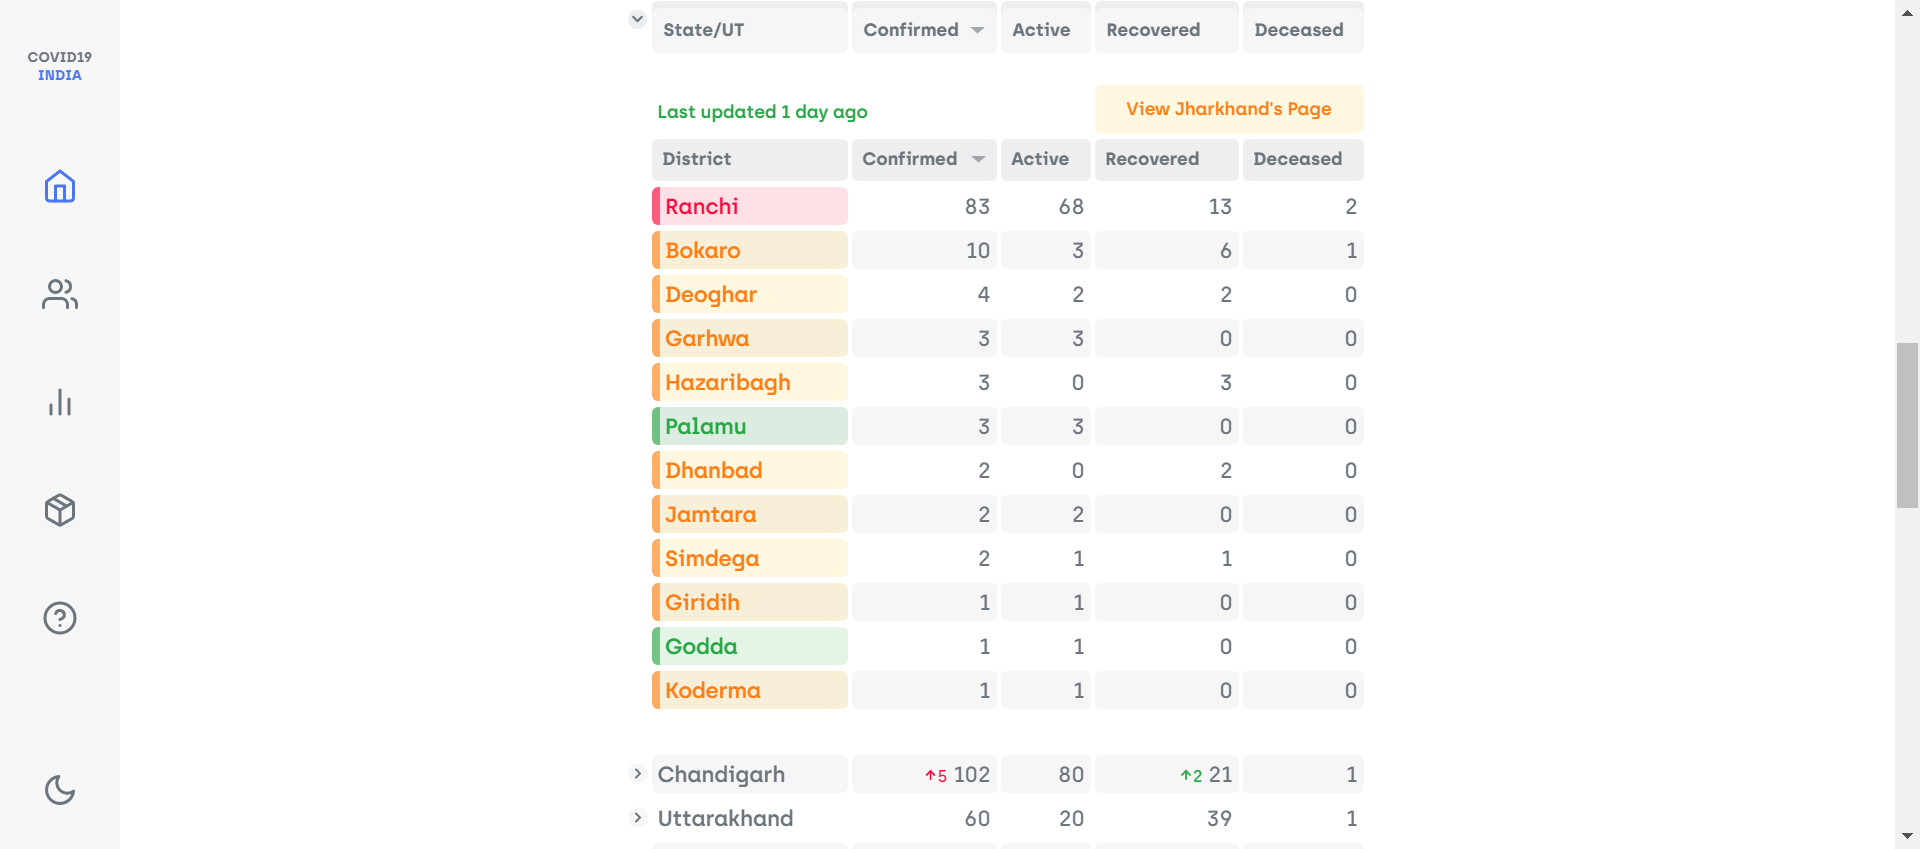 COVID19
INDIA
State/UT Confirmed Active Recovered Deceased
Last updated 1 day ago View Jharkhand's Page
District Confirmed Active Recovered Deceased
Ranchi 83 68 13 2
Bokaro 10 3 6 1
Deoghar 4 2 2 0
Garhwa 3 3 0 0
Hazaribagh 3 0 3 0
Palamu 3 3 0 0
Dhanbad 2 0 2 0
Jamtara 2 2 0 0
Simdega 2 1 1 0
Giridih 1 1 0 0
Godda 1 1 0 0
Koderma 1 1 0 0
Chandigarh ↑5 102 80 ↑2 21 1
Uttarakhand 60 20 39 1